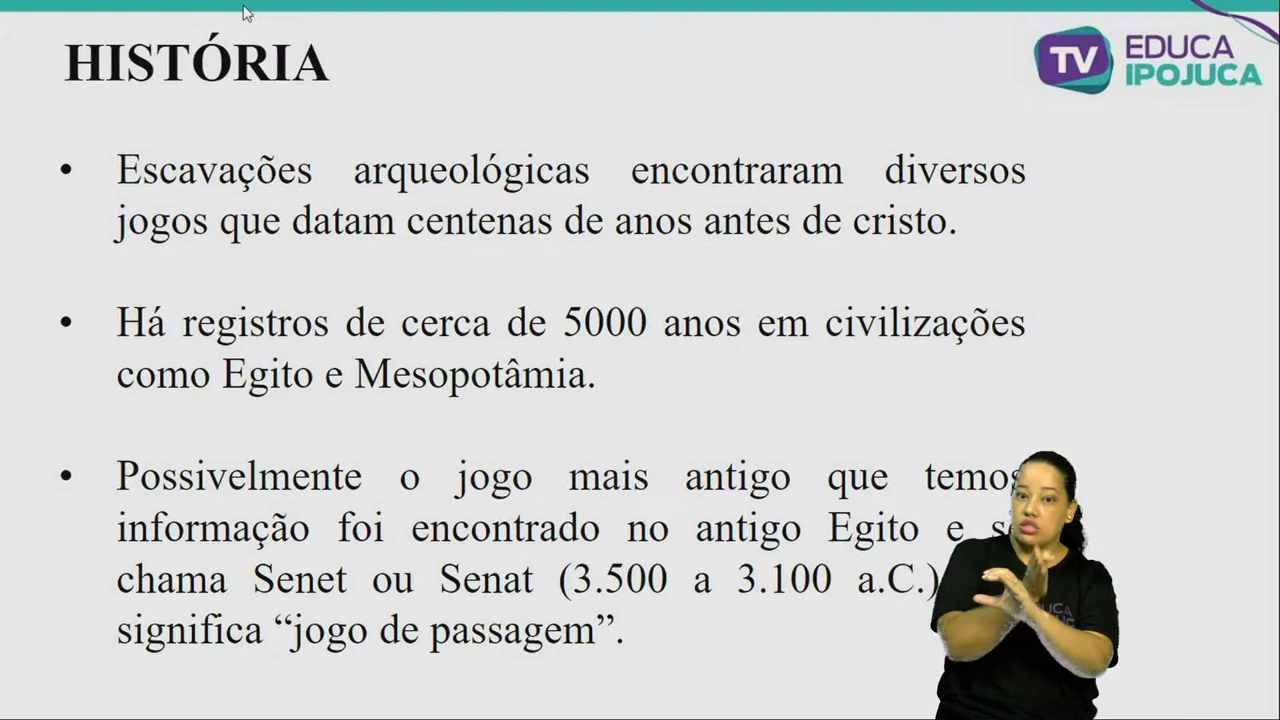 HISTÓRIA
TV EDUCA
IPOJUCA
• Escavações arqueológicas encontraram diversos
jogos que datam centenas de anos antes de cristo.
• Há registros de cerca de 5000 anos em civilizações
como Egito e Mesopotâmia.
• Possivelmente o jogo mais antigo que temos
informação foi encontrado no antigo Egito e
chama Senet ou Senat (3.500 a 3.100 a.C.)
significa “jogo de passagem”.